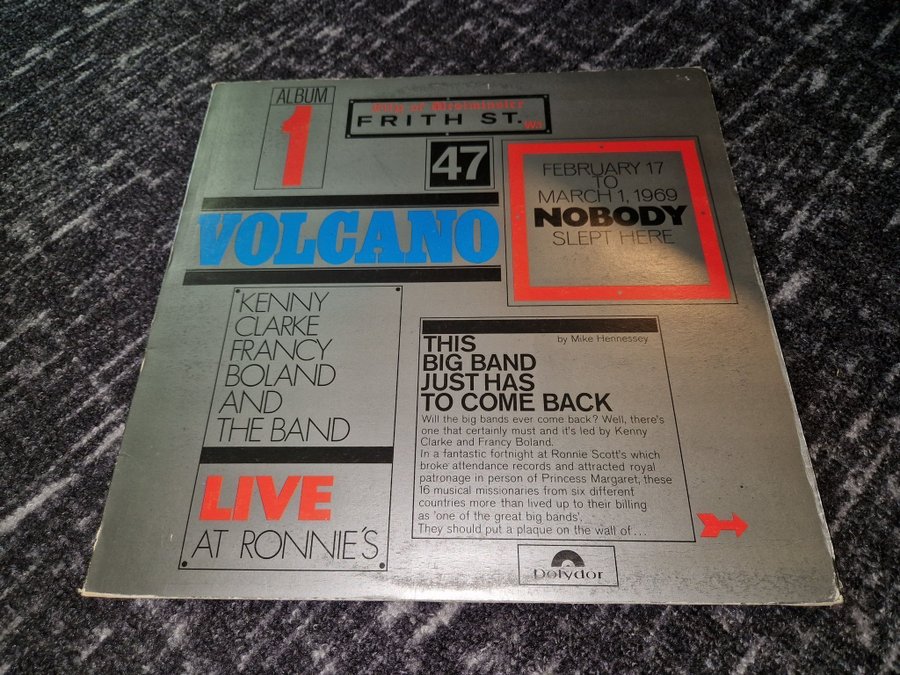 ALBUM
1
City of Westminster
FRITH ST. W.1
47
FEBRUARY 17
TO
MARCH 1, 1969
NOBODY
SLEPT HERE
VOLCANO
KENNY
CLARKE
FRANCY
BOLAND
AND
THE BAND
LIVE
AT RONNIE'S
THIS by Mike Hennessey
BIG BAND
JUST HAS
TO COME BACK
Will the big bands ever come back? Well, there's
one that certainly must and it's led by Kenny
Clarke and Francy Boland.
In a fantastic fortnight at Ronnie Scott's which
broke attendance records and attracted royal
patronage in person of Princess Margaret, these
16 musical missionaries from six different
countries more than lived up to their billing
as 'one of the great big bands'.
They should put a plaque on the wall of...
Polydor